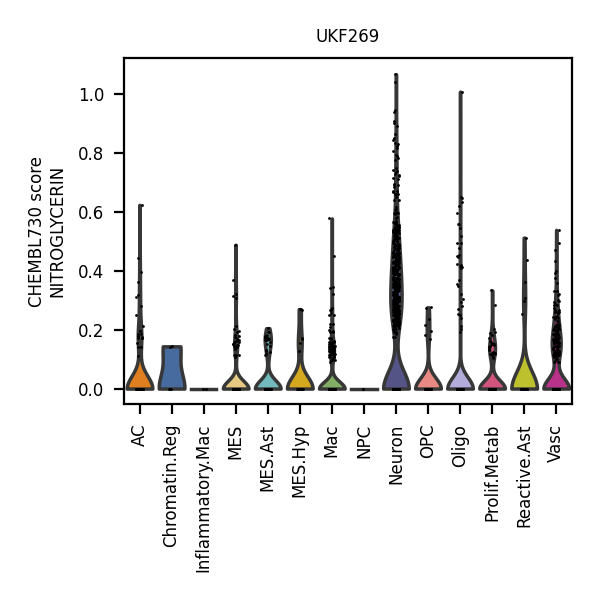 UKF269
CHEMBL730 score
NITROGLYCERIN
1.0
0.8
0.6
0.4
0.2
0.0
AC
Chromatin.Reg
Inflammatory.Mac
MES
MES.Ast
MES.Hyp
Mac
NPC
Neuron
OPC
Oligo
Prolif.Metab
Reactive.Ast
Vasc